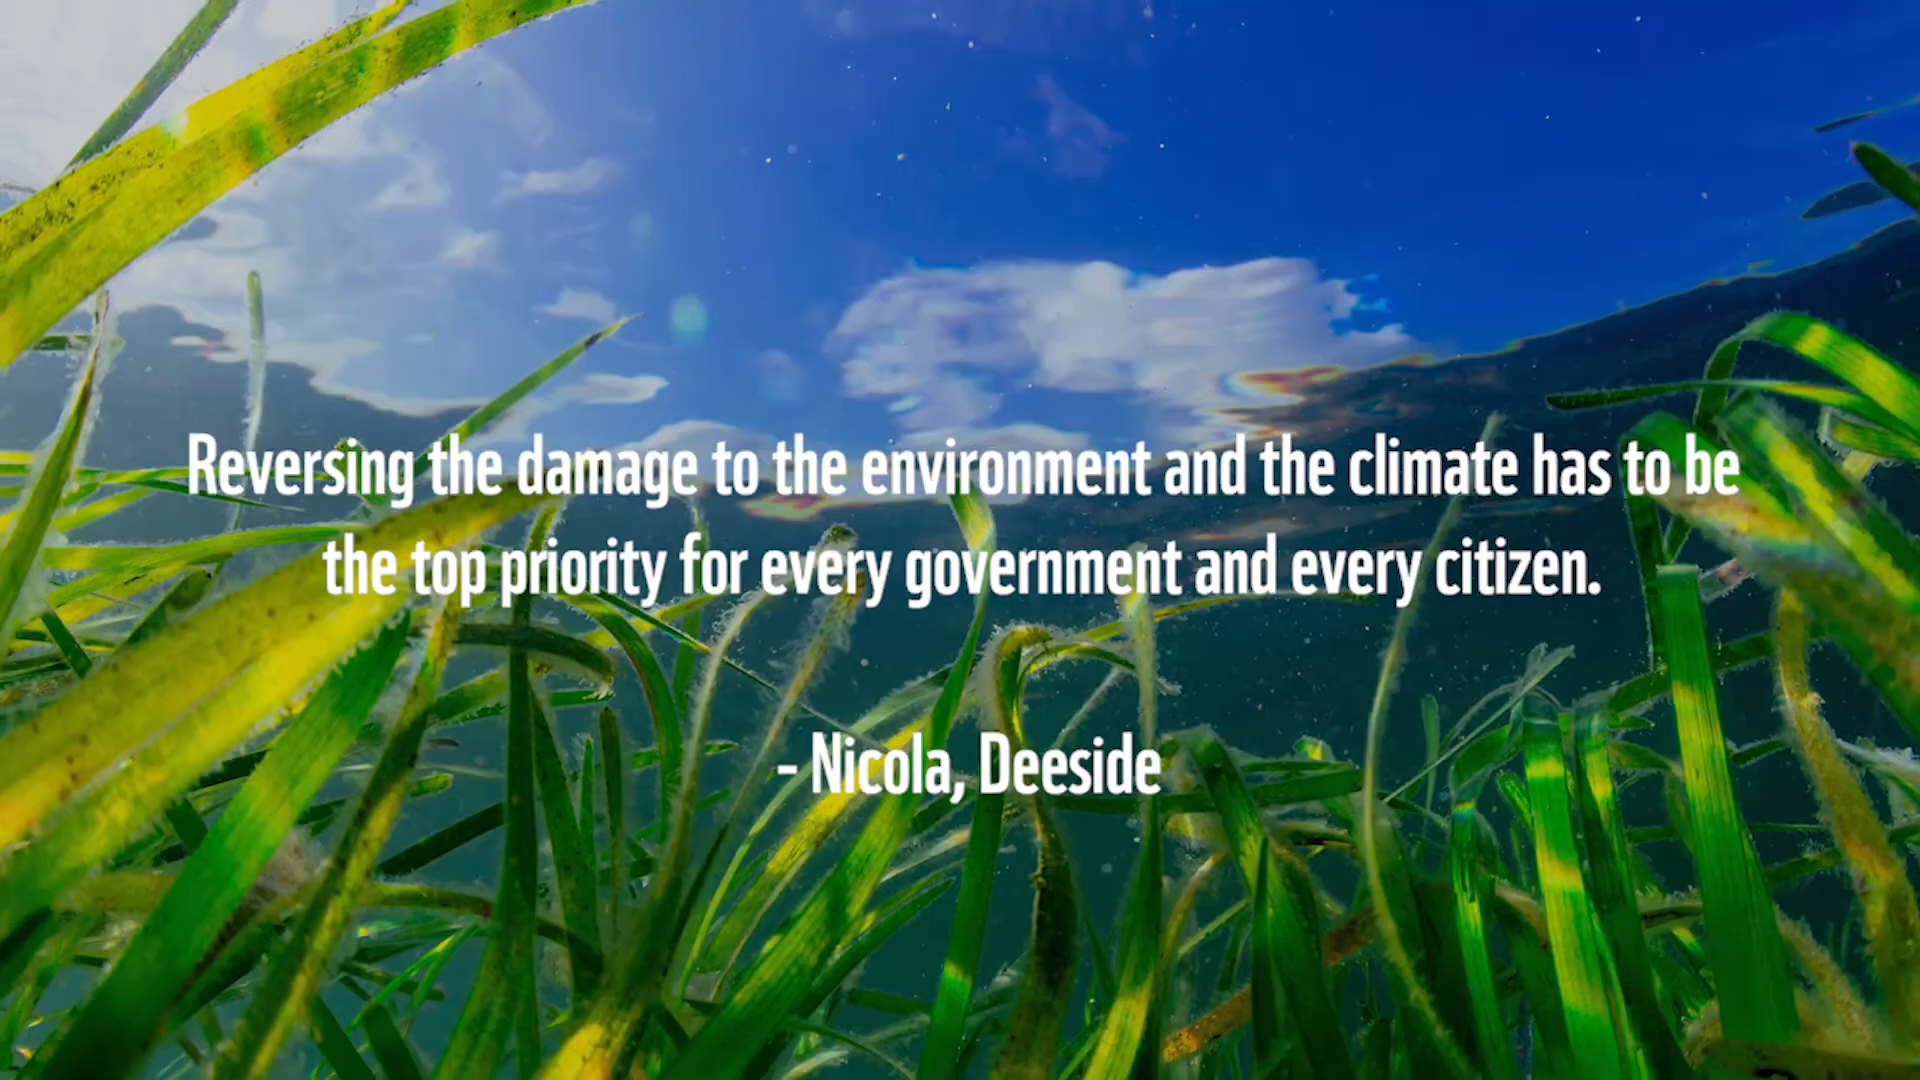 Reversing the damage to the environment and the climate has to be
the top priority for every government and every citizen.
- Nicola, Deeside